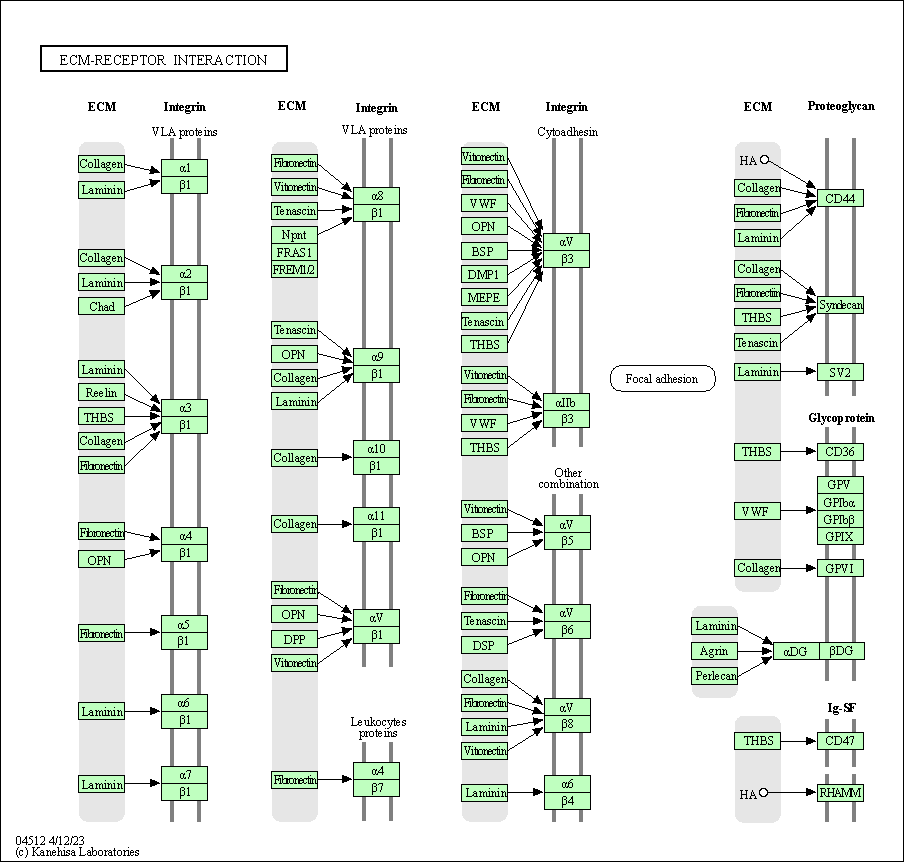 ECM-RECEPTOR INTERACTION
ECM
Integrin
VLA proteins
Collagen
Laminin
α1
β1
Collagen
Laminin
Chad
α2
β1
Laminin
Reelin
THBS
Collagen
Fibronectin
α3
β1
Fibronectin
OPN
α4
β1
Fibronectin
α5
β1
Laminin
α6
β1
Laminin
α7
β1
ECM
Integrin
VLA proteins
Fibronectin
Vitronectin
Tenascin
Npnt
FRAS1
FREM1/2
α8
β1
Tenascin
OPN
Collagen
Laminin
α9
β1
Collagen
α10
β1
Collagen
α11
β1
Fibronectin
OPN
DPP
Vitronectin
αV
β1
Leukocytes
proteins
Fibronectin
α4
β7
ECM
Integrin
Cytoadhesin
Vitronectin
Fibronectin
VWF
OPN
BSP
DMP1
MEPE
Tenascin
THBS
αV
β3
Vitronectin
Fibronectin
VWF
THBS
αIIb
β3
Other
combination
Vitronectin
BSP
OPN
αV
β5
Fibronectin
Tenascin
DSP
αV
β6
Collagen
Fibronectin
Laminin
Vitronectin
αV
β8
Laminin
α6
β4
Focal adhesion
ECM
Proteoglycan
HA
Collagen
Fibronectin
Laminin
CD44
Collagen
Fibronectin
THBS
Tenascin
Syndecan
Laminin
SV2
Glycoprotein
THBS
CD36
VWF
GPV
GPIbα
GPIbβ
GPIX
Collagen
GPVI
Laminin
Agrin
Perlecan
αDG
βDG
Ig-SF
THBS
CD47
HA
RHAMM
04512 4/12/23
(c) Kanehisa Laboratories